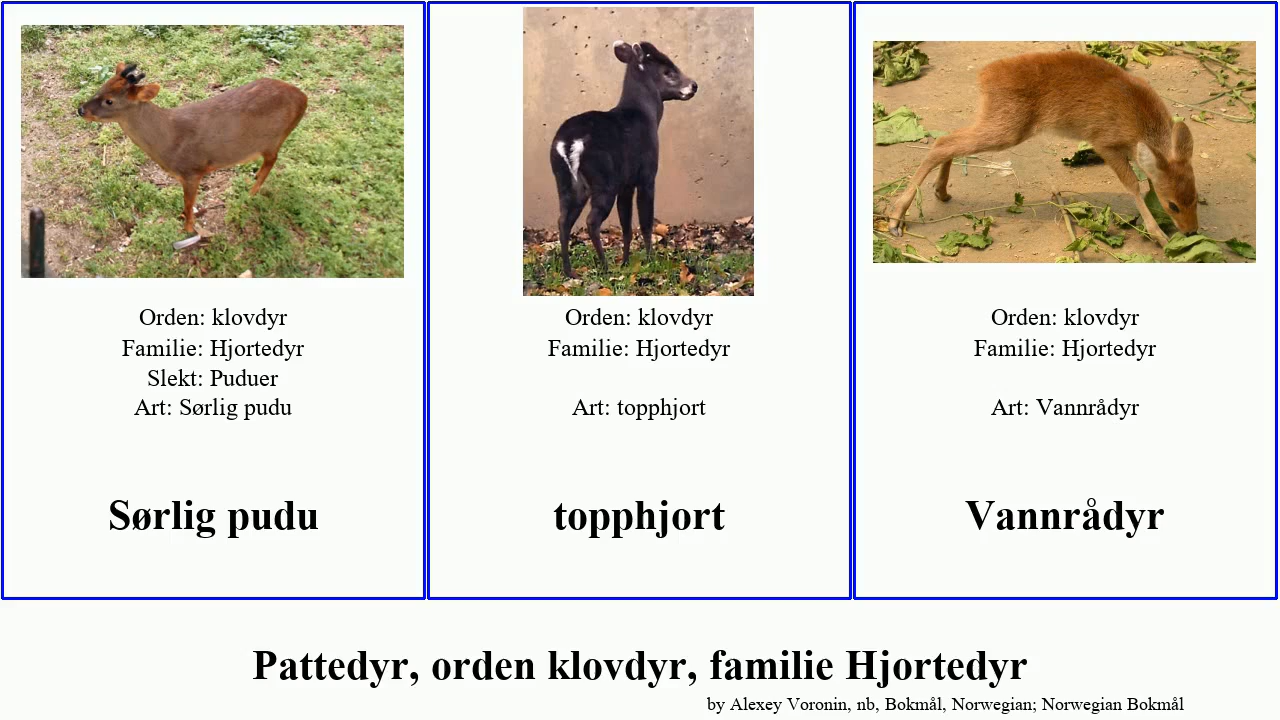 Orden: klovdyr
Familie: Hjortedyr
Slekt: Puduer
Art: Sørlig pudu
Sørlig pudu
Orden: klovdyr
Familie: Hjortedyr
Art: topphjort
topphjort
Orden: klovdyr
Familie: Hjortedyr
Art: Vannrådyr
Vannrådyr
Pattedyr, orden klovdyr, familie Hjortedyr
by Alexey Voronin, nb, Bokmål, Norwegian; Norwegian Bokmål